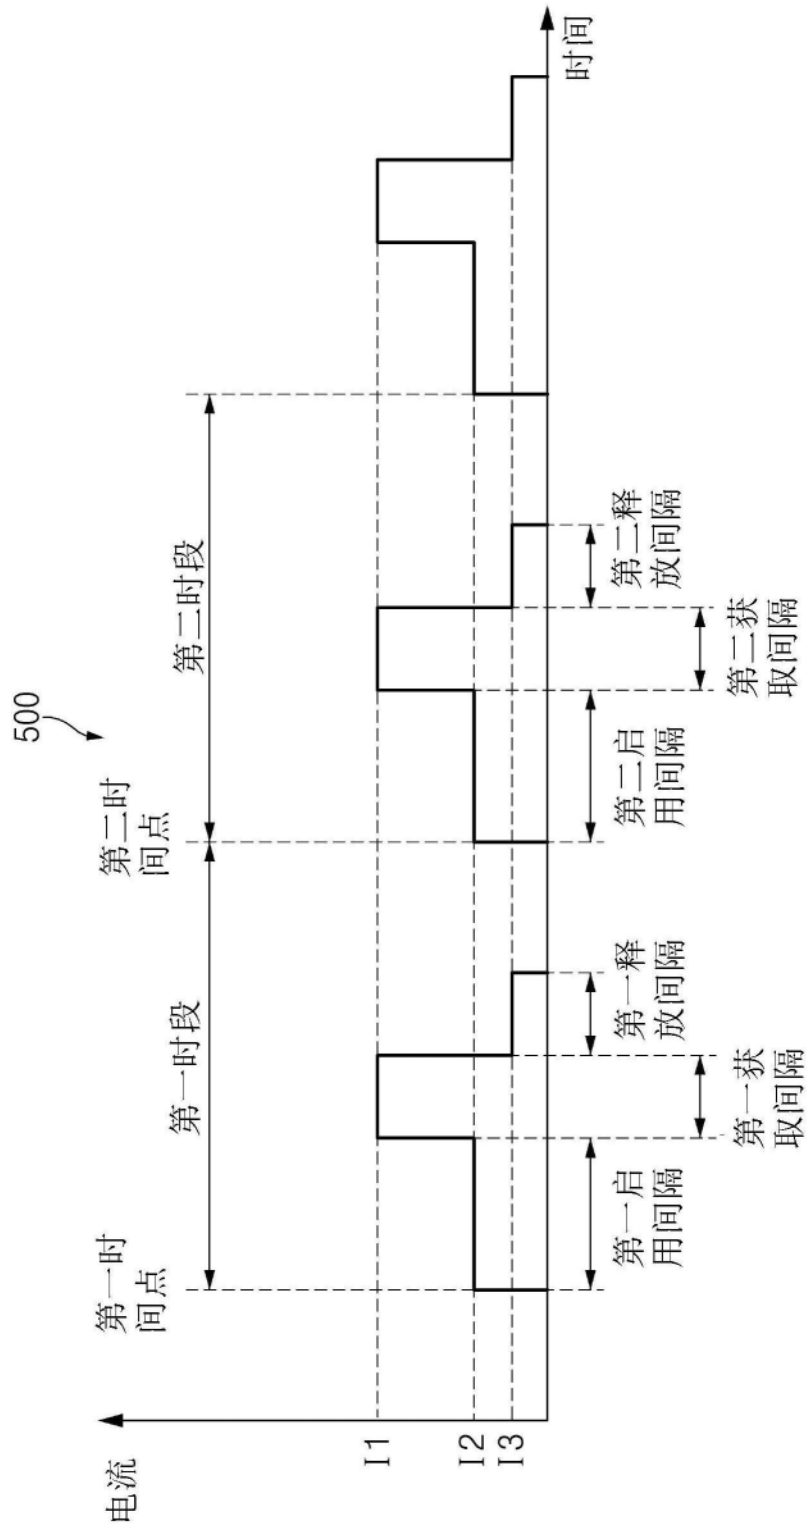 500
电流
第一时
间点
第二时
间点
第一时段
第二时段
I1
I2
I3
时间
第一启
用间隔
第一释
放间隔
第二启
用间隔
第二释
放间隔
第一获
取间隔
第二获
取间隔